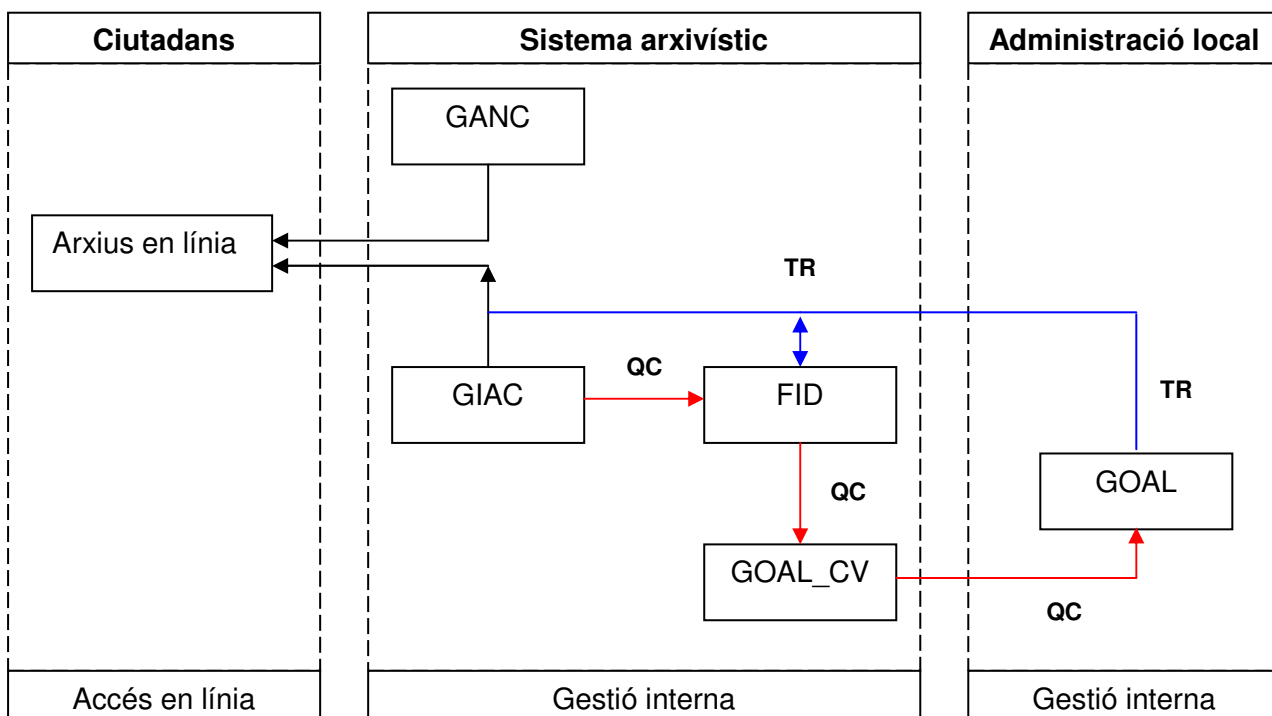 Ciutadans
Sistema arxivístic
Administració local
GANC
Arxius en línia
TR
QC
GIAC
FID
TR
QC
GOAL
GOAL_CV
QC
Accés en línia
Gestió interna
Gestió interna